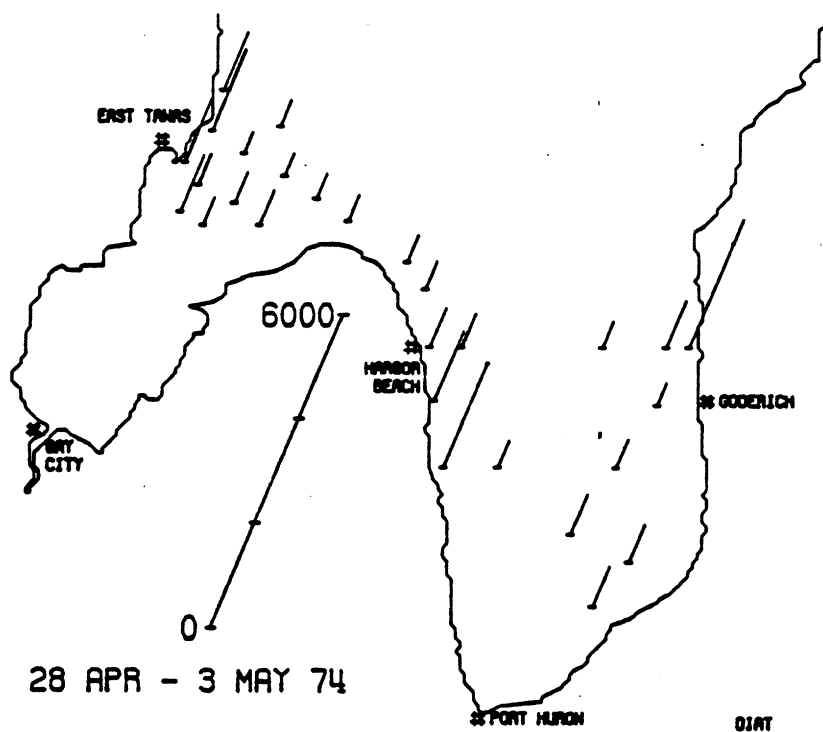 EAST TAWAS
6000
HARBOR
BEACH
GODERICH
BAY
CITY
0
28 APR - 3 MAY 74
PORT HURON
DIAT